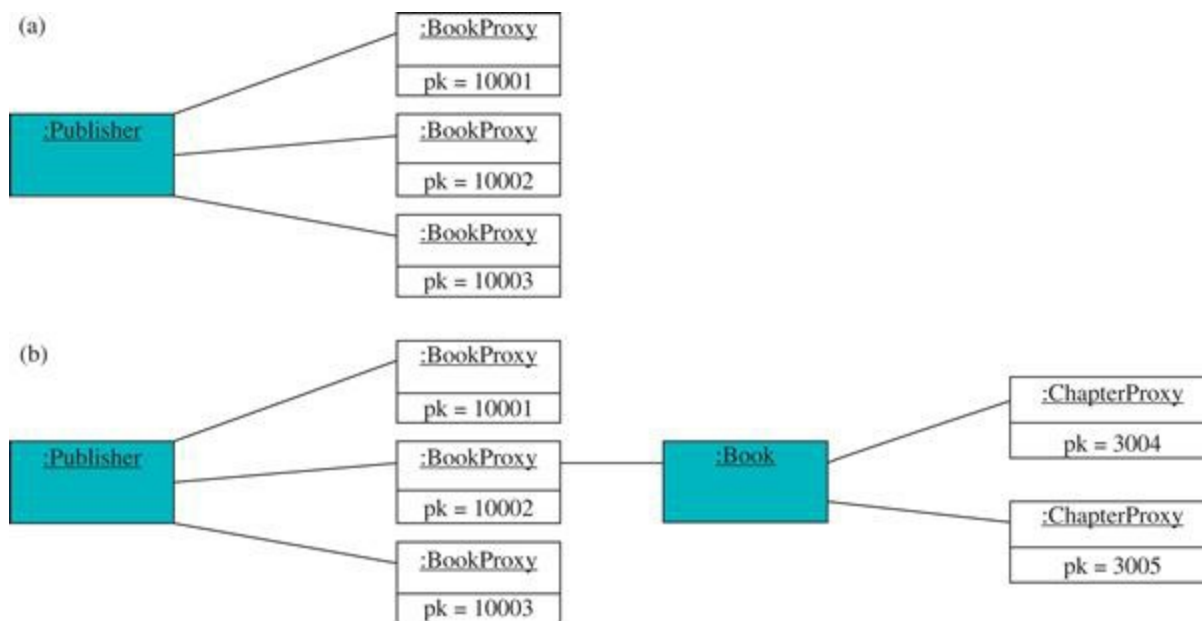 (a)
:BookProxy
pk = 10001
:Publisher
:BookProxy
pk = 10002
:BookProxy
pk = 10003
(b)
:BookProxy
pk = 10001
:Publisher
:BookProxy
pk = 10002
:BookProxy
pk = 10003
:Book
:ChapterProxy
pk = 3004
:ChapterProxy
pk = 3005